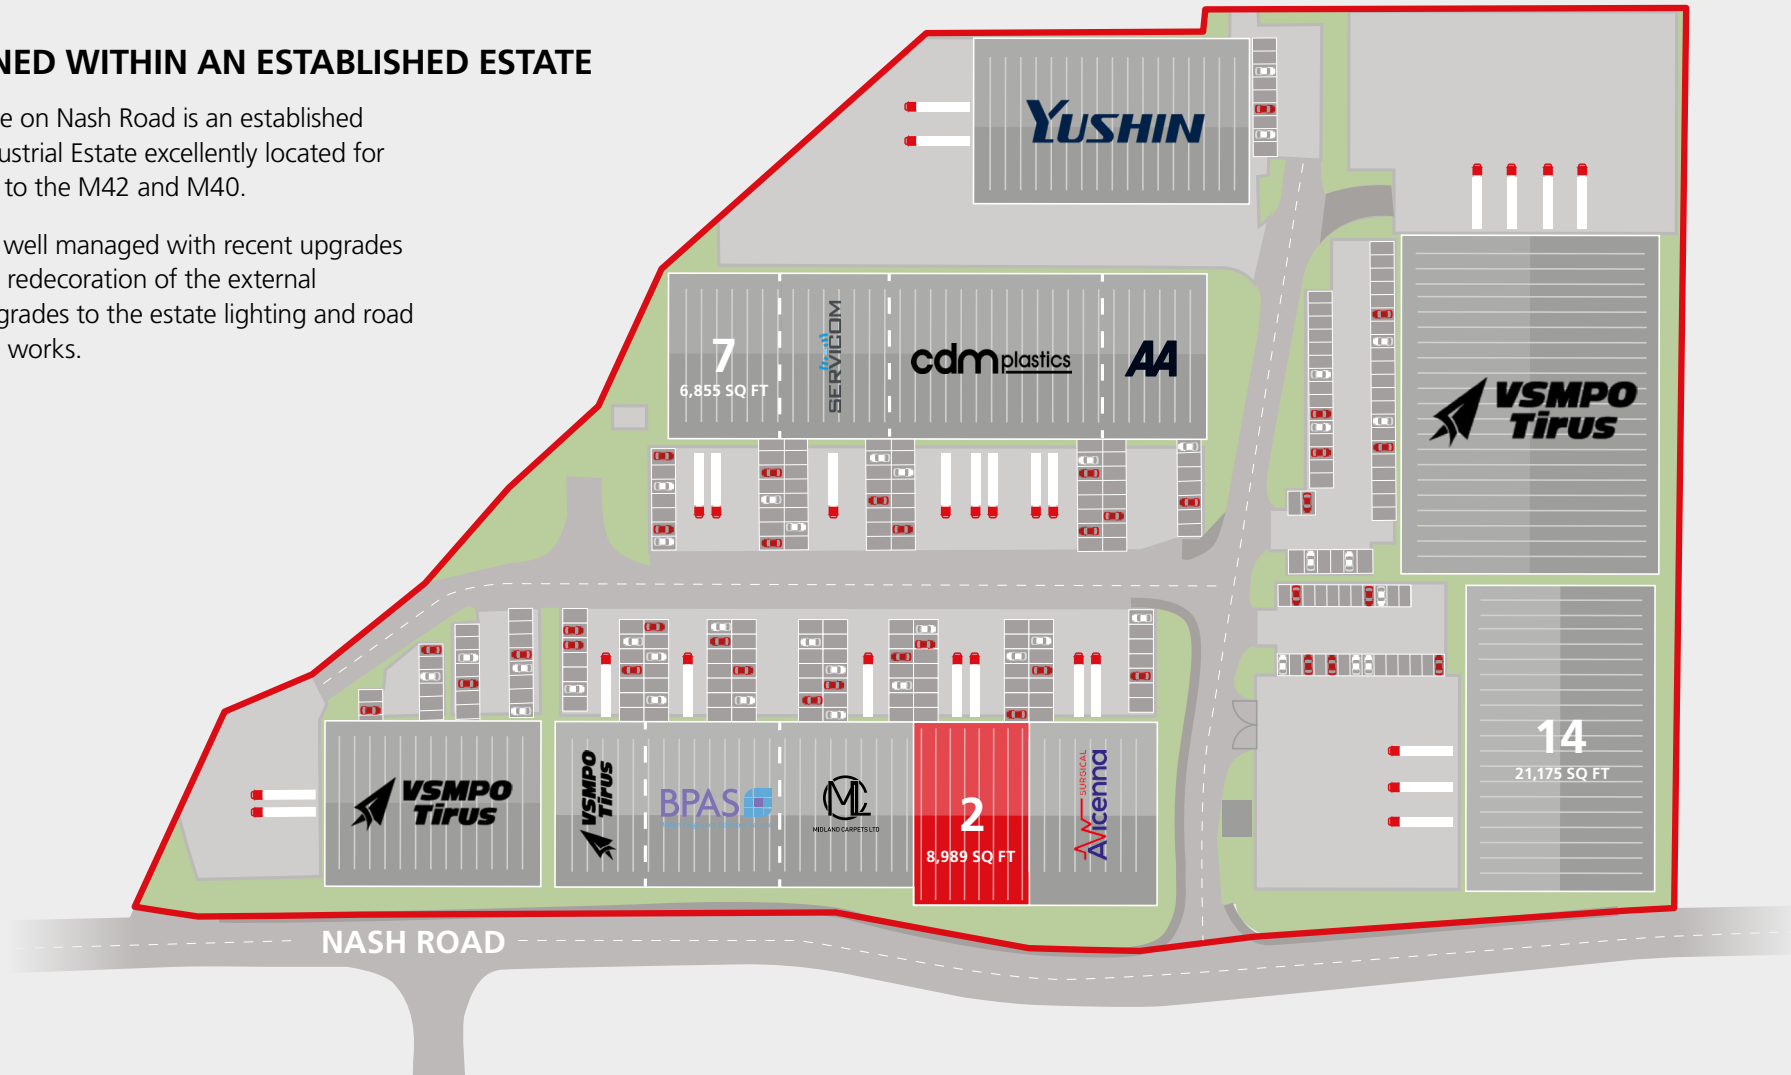 NED WITHIN AN ESTABLISHED ESTATE
e on Nash Road is an established
ustrial Estate excellently located for
to the M42 and M40.
well managed with recent upgrades
redecoration of the external
grades to the estate lighting and road
works.
YUSHIN
7
6,855 SQ FT
SERVICOM
cdm plastics
AA
VSMPO
Tirus
VSMPO
Tirus
VSMPO
Tirus
BPAS
MCL
MIDLAND CARPETS LTD
2
8,989 SQ FT
Avicenna
SURGICAL
14
21,175 SQ FT
NASH ROAD